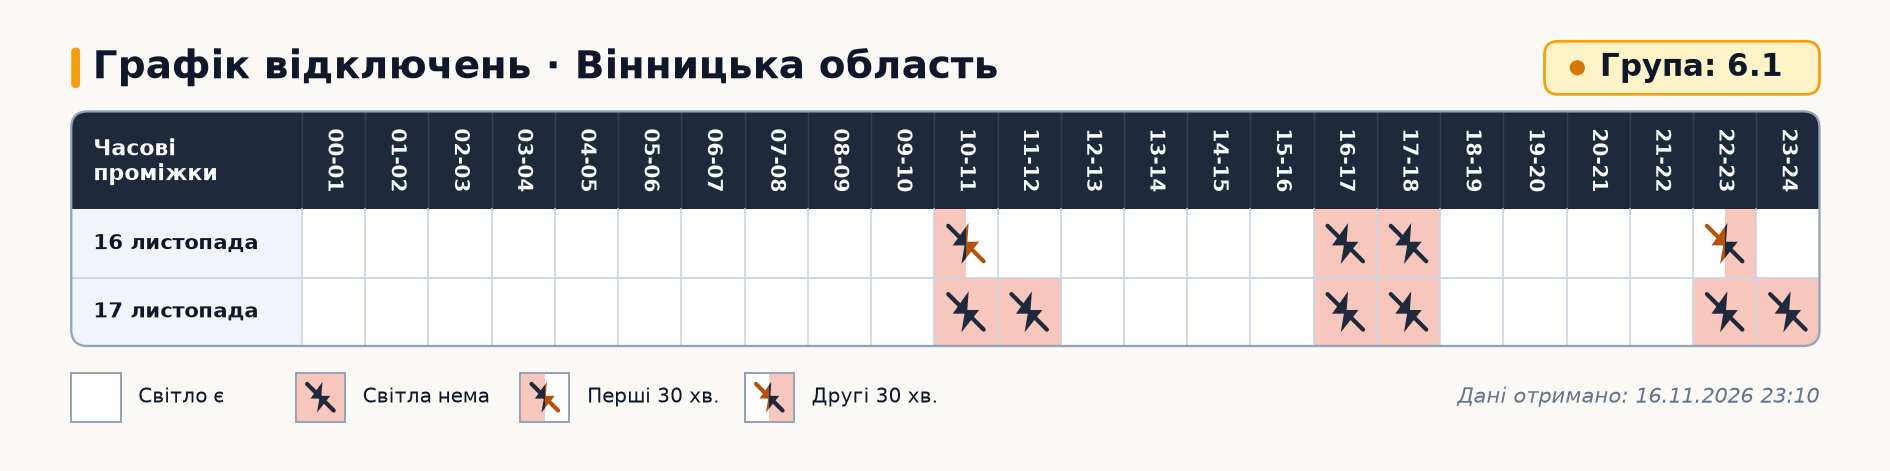 Графік відключень · Вінницька область
Група: 6.1
Часові
проміжки
00-01 01-02 02-03 03-04 04-05 05-06 06-07 07-08 08-09 09-10 10-11 11-12 12-13 13-14 14-15 15-16 16-17 17-18 18-19 19-20 20-21 21-22 22-23 23-24
16 листопада
17 листопада
Світло є
Світла нема
Перші 30 хв.
Другі 30 хв.
Дані отримано: 16.11.2026 23:10